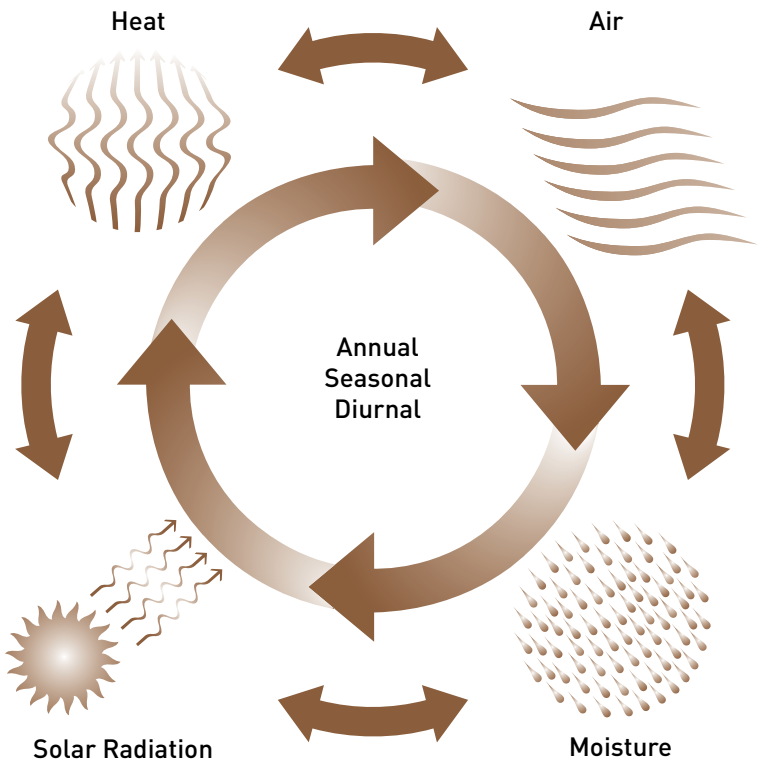 Heat
Air
Annual
Seasonal
Diurnal
Solar Radiation
Moisture